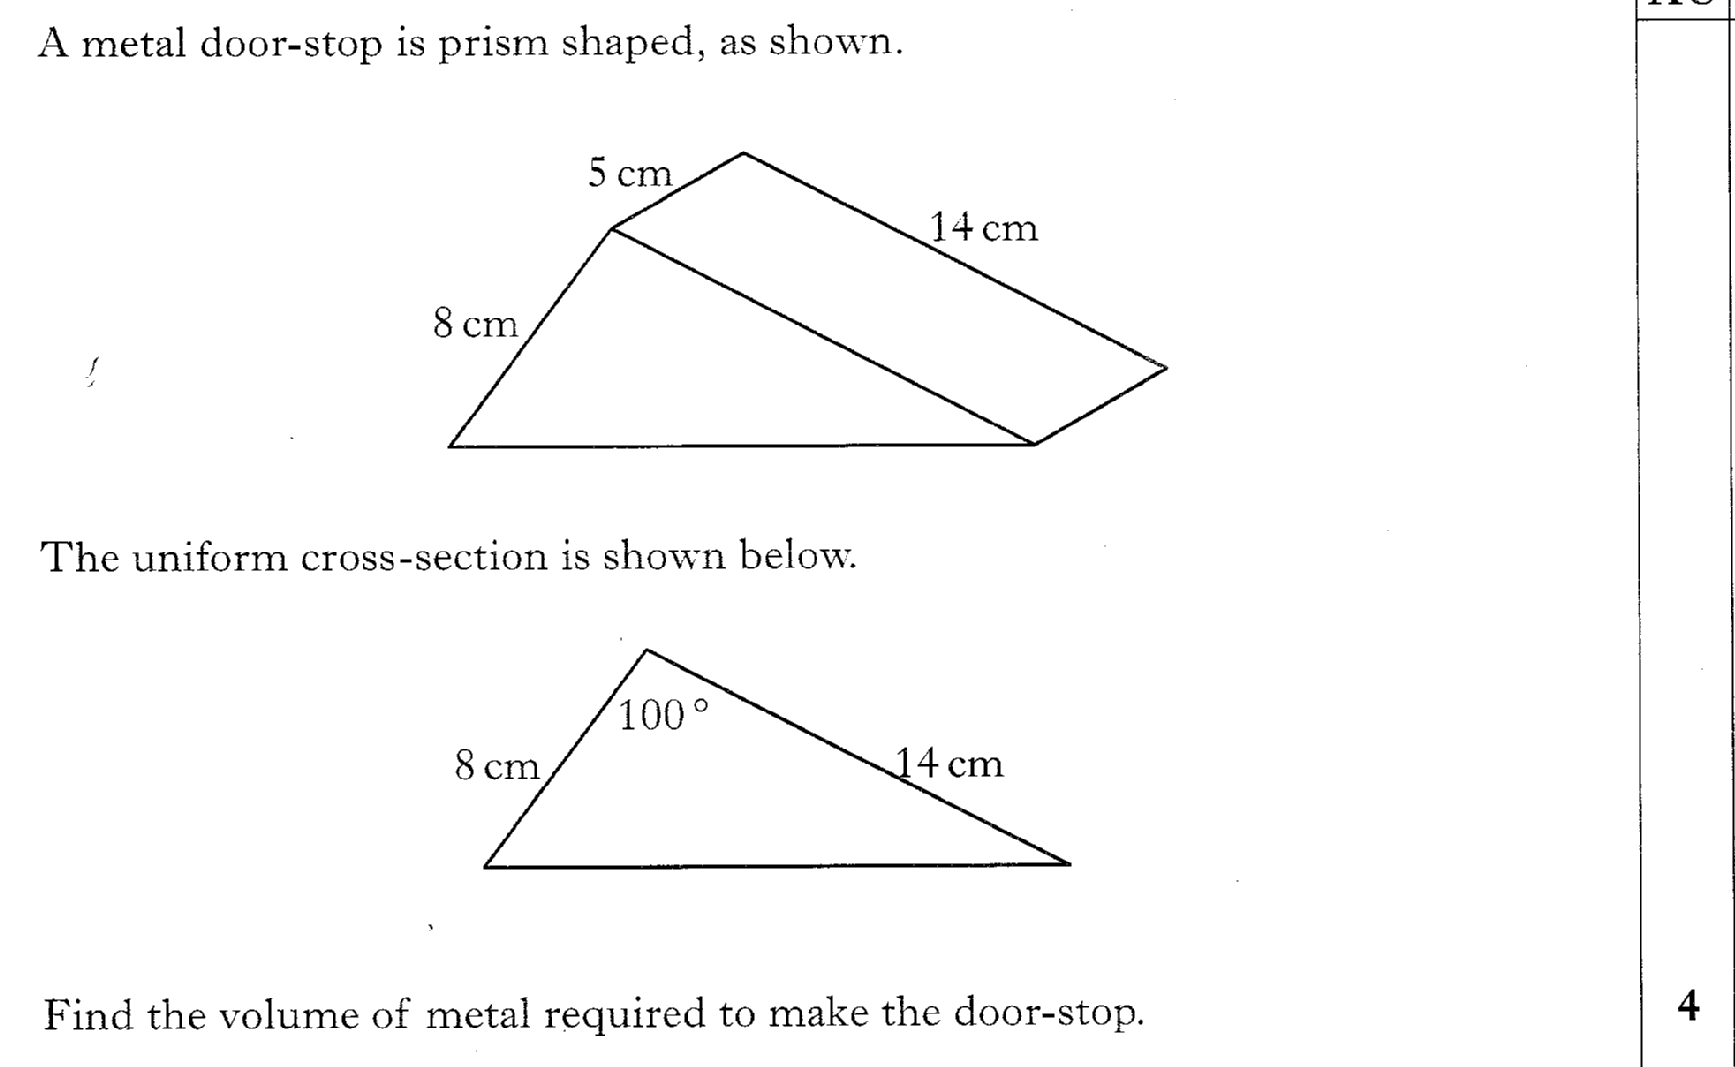 A metal door-stop is prism shaped, as shown.
5 cm
14 cm
8 cm
The uniform cross-section is shown below.
100°
8 cm
14 cm
Find the volume of metal required to make the door-stop.
4